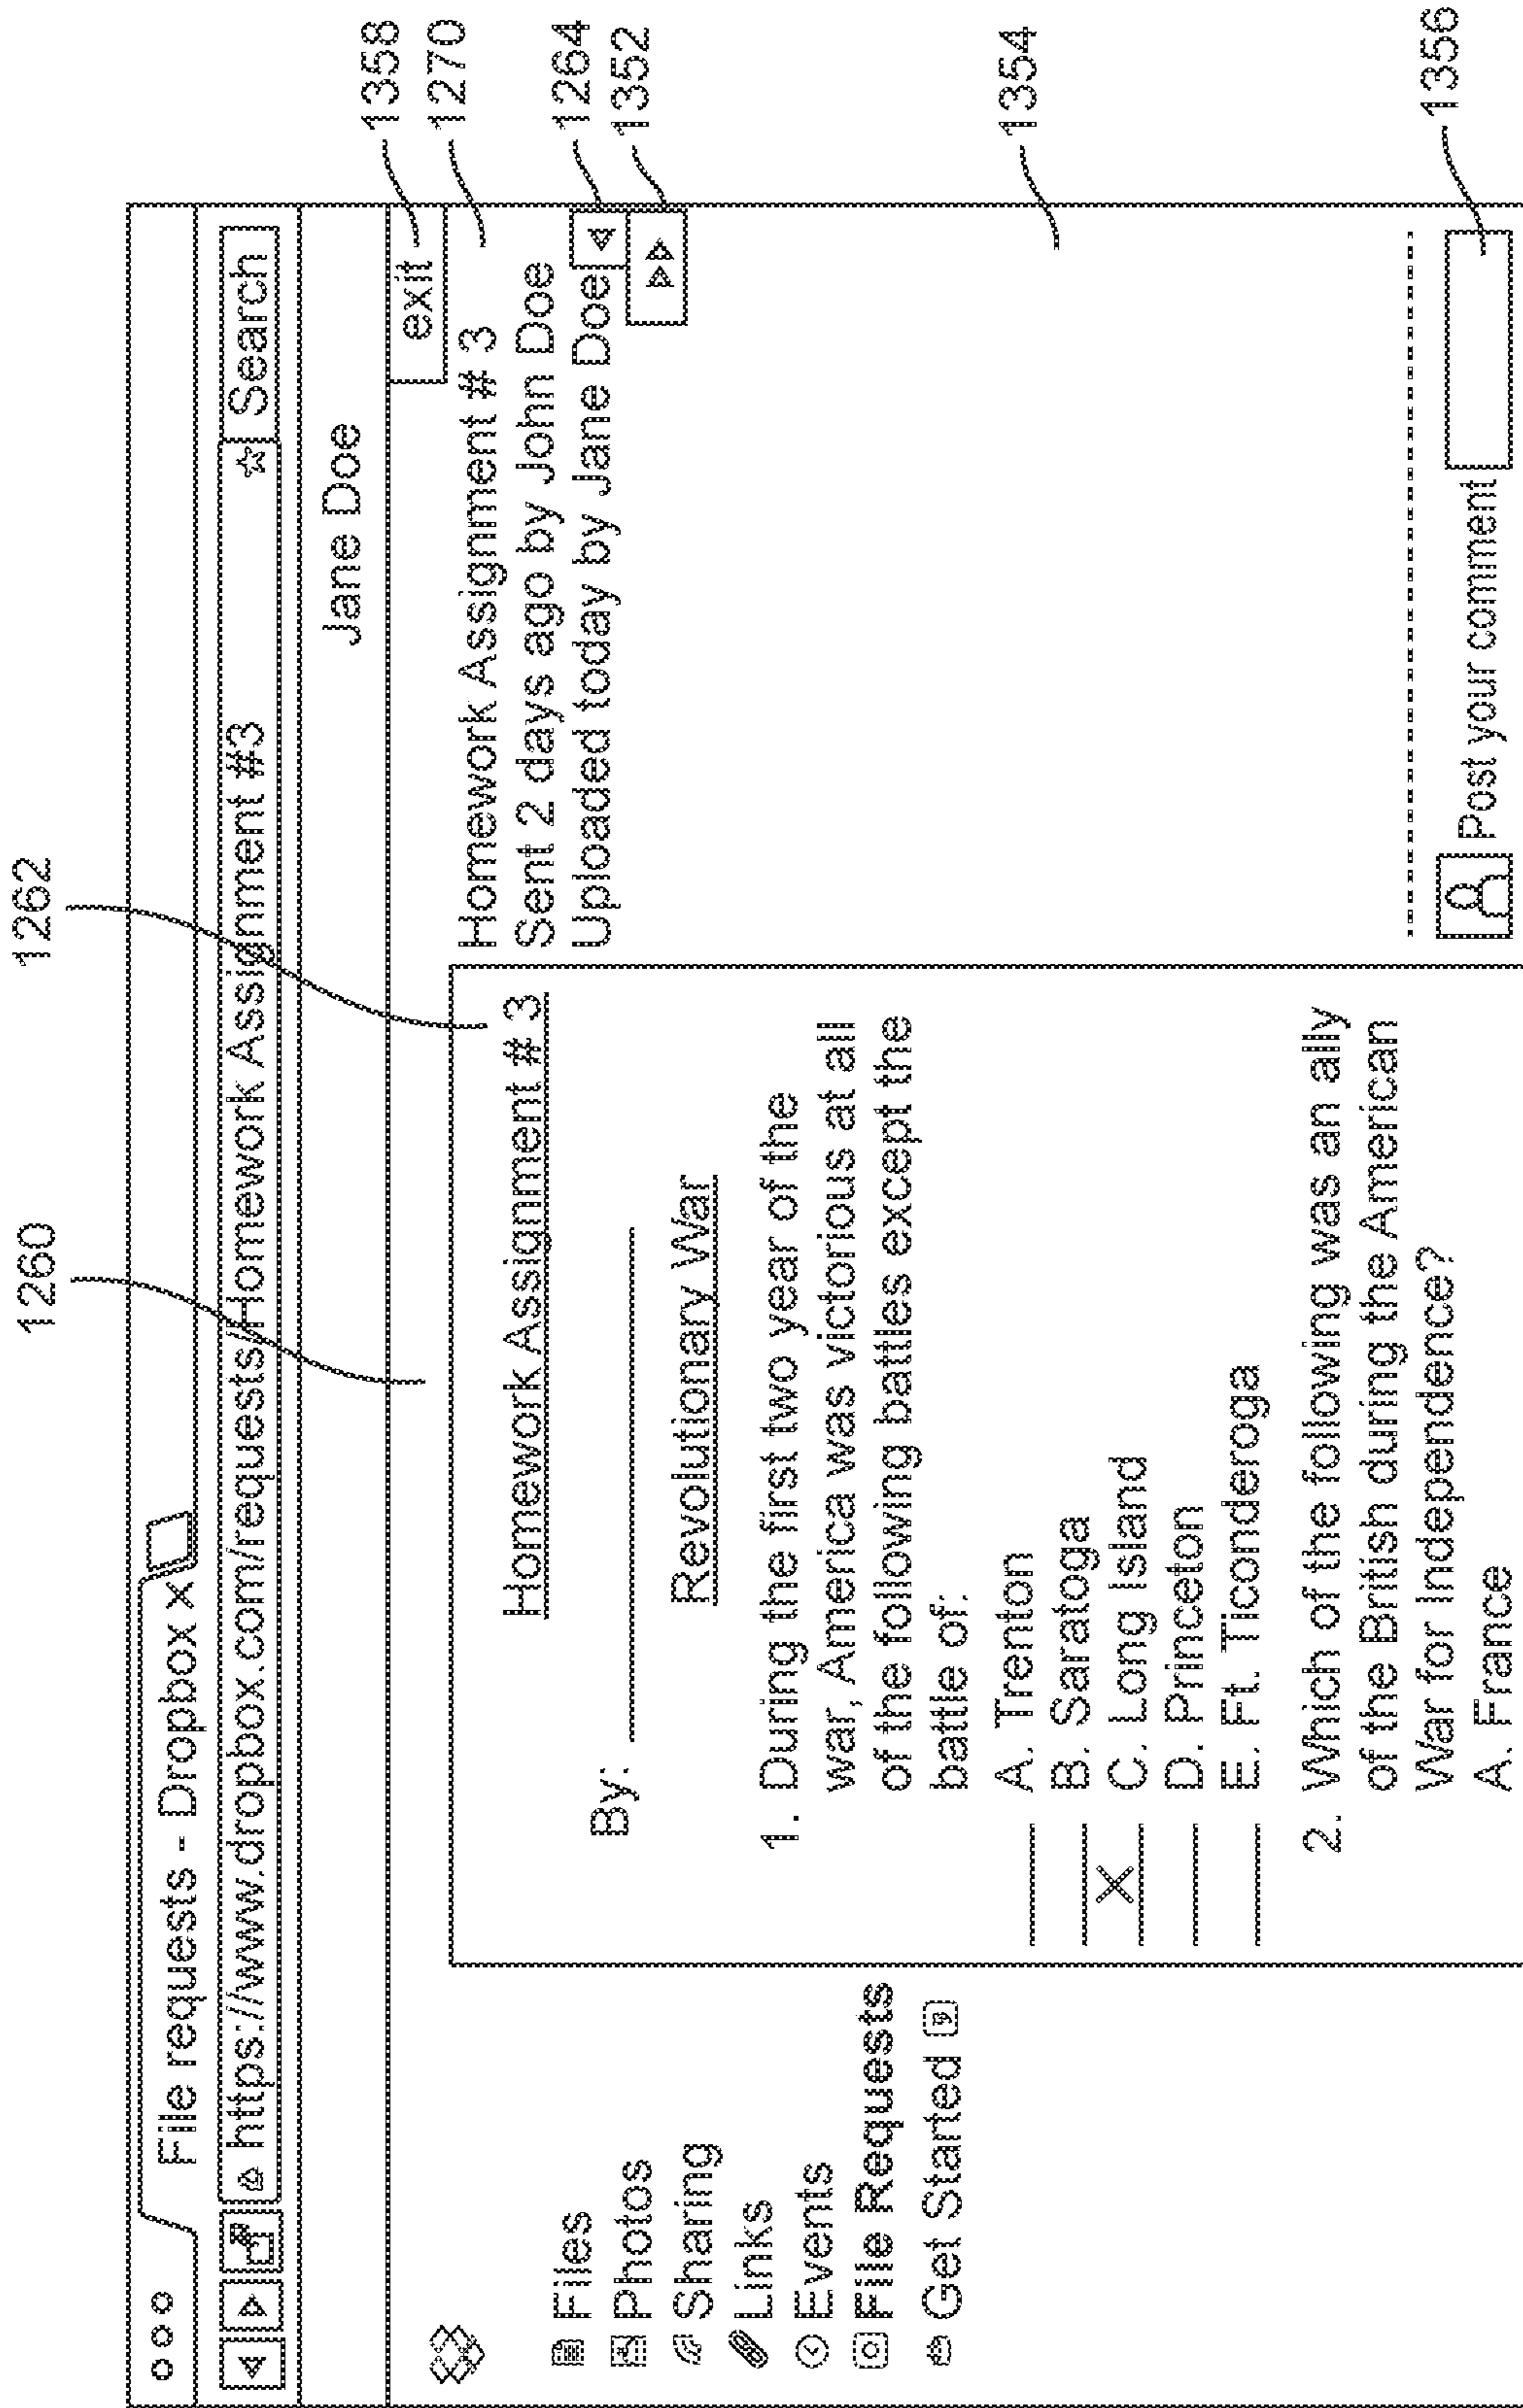 1260
1262
File requests - Dropbox x
https://www.dropbox.com/requests/Homework Assignment #3
Search
Jane Doe
exit
1358
1270
1264
1352
1354
1356
Files
Photos
Sharing
Links
Events
File Requests
Get Started
Homework Assignment # 3
By:
Revolutionary War
1. During the first two year of the
war, America was victorious at all
of the following battles except the
battle of:
A. Trenton
B. Saratoga
X C. Long Island
D. Princeton
E. Ft. Ticonderoga
2. Which of the following was an ally
of the British during the American
War for Independence?
A. France
Homework Assignment # 3
Sent 2 days ago by John Doe
Uploaded today by Jane Doe
Post your comment